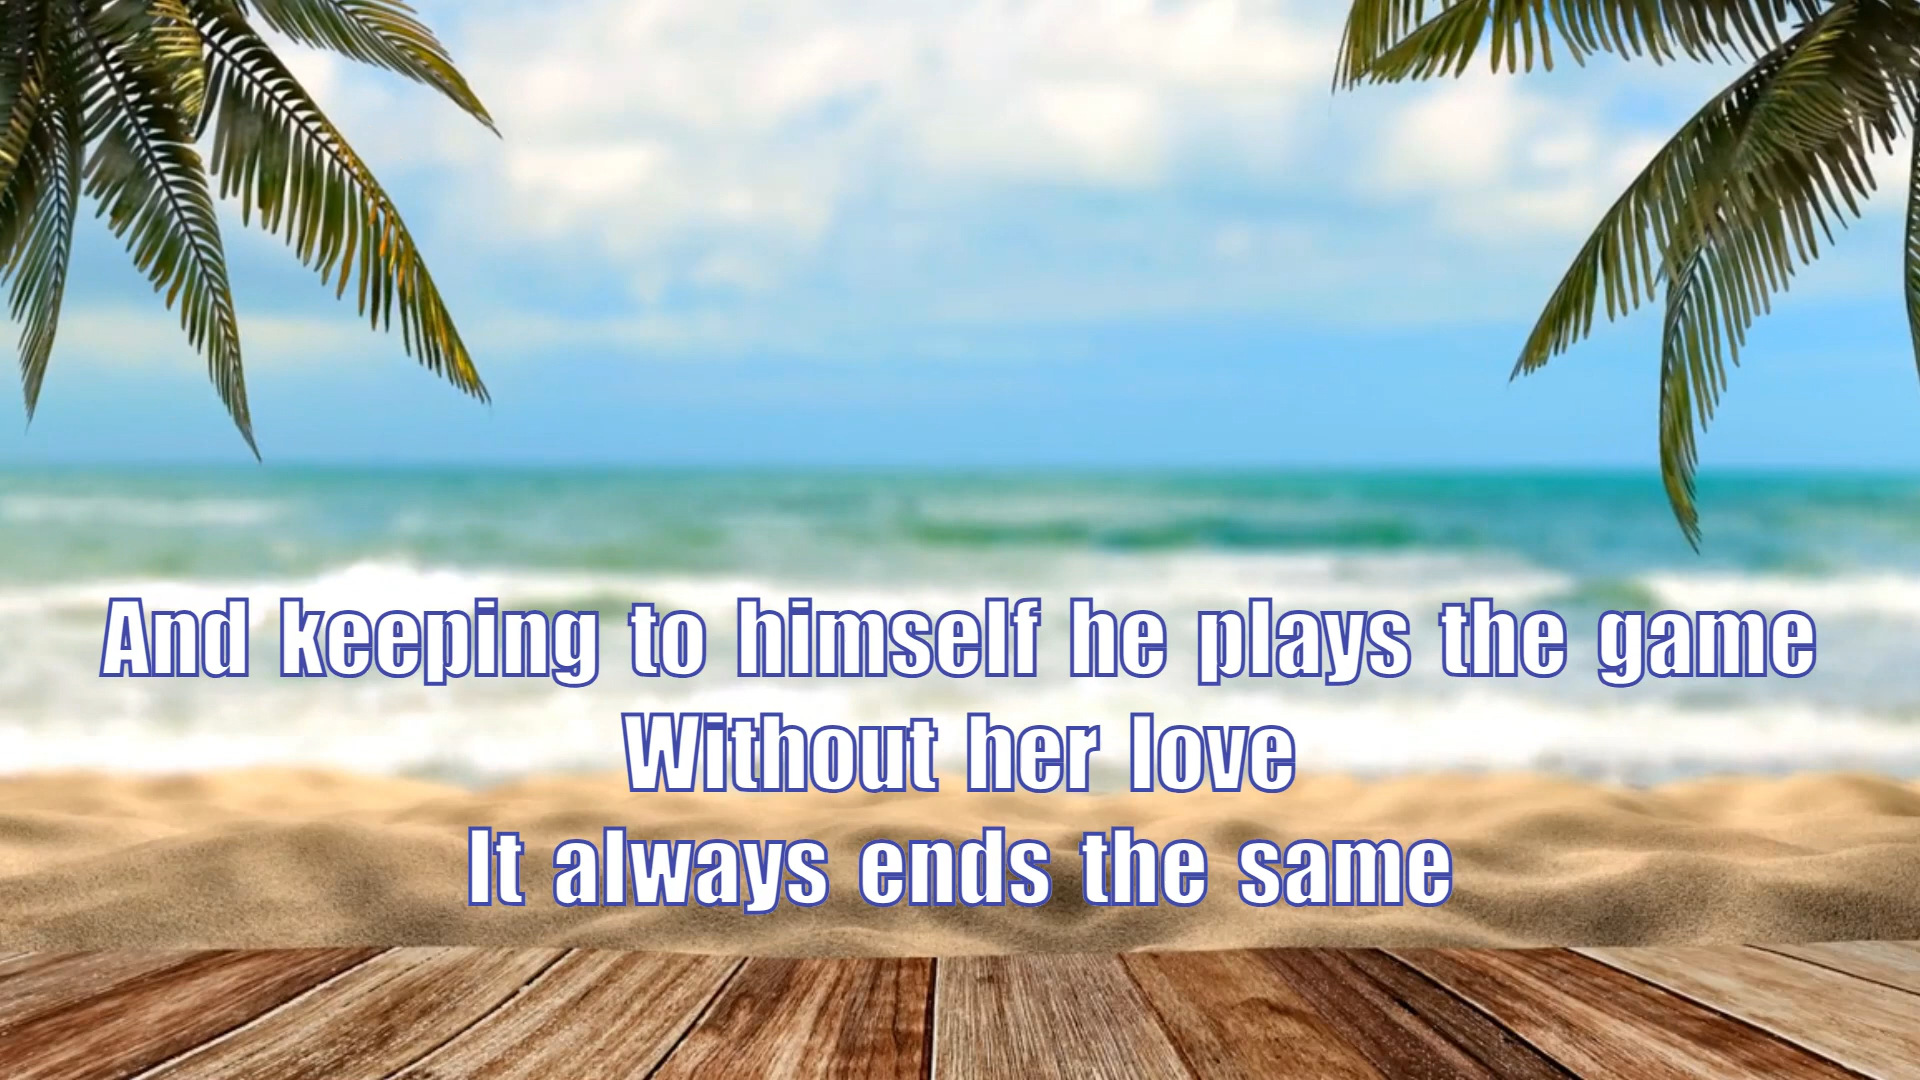 And keeping to himself he plays the game
Without her love
It always ends the same